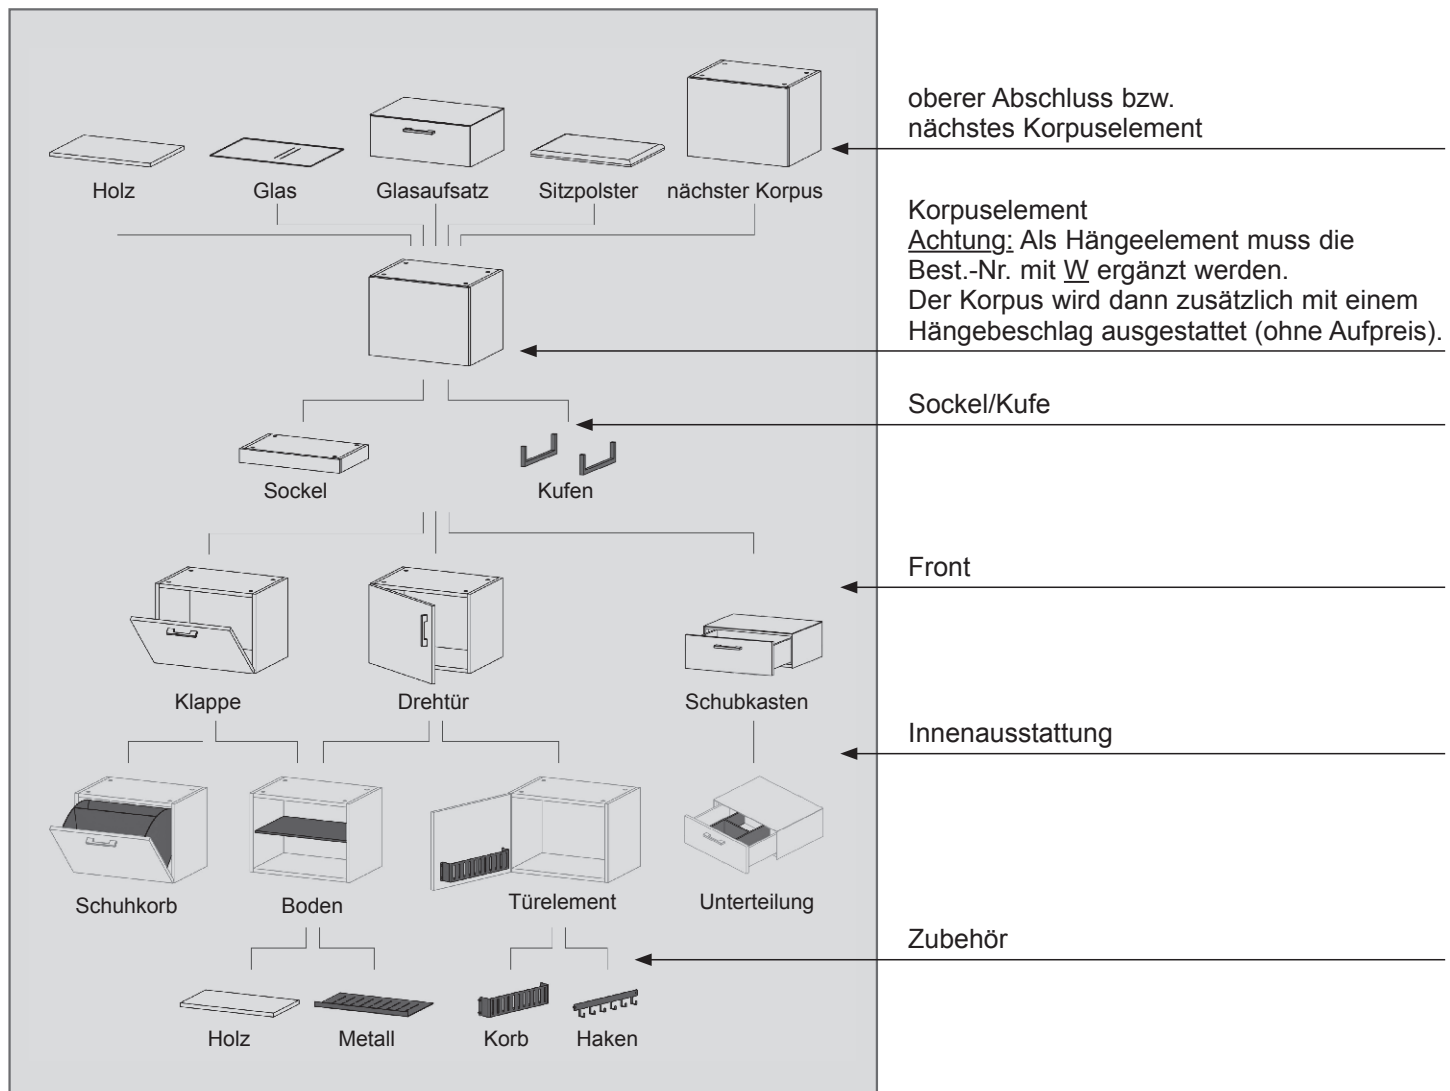 oberer Abschluss bzw.
nächstes Korpuselement
Holz
Glas
Glasaufsatz
Sitzpolster
nächster Korpus
Korpuselement
Achtung: Als Hängeelement muss die
Best.-Nr. mit W ergänzt werden.
Der Korpus wird dann zusätzlich mit einem
Hängebeschlag ausgestattet (ohne Aufpreis).
Sockel/Kufe
Sockel
Kufen
Front
Klappe
Drehtür
Schubkasten
Innenausstattung
Schuhkorb
Boden
Türelement
Unterteilung
Zubehör
Holz
Metall
Korb
Haken